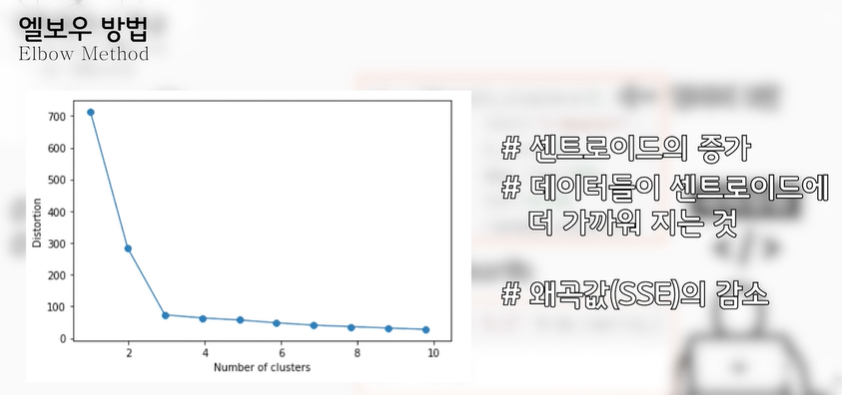 엘보우 방법
Elbow Method
700
600
500
400
300
200
100
0
Distortion
2 4 6 8 10
Number of clusters
# 센트로이드의 증가
# 데이터들이 센트로이드에
더 가까워 지는 것
# 왜곡값(SSE)의 감소